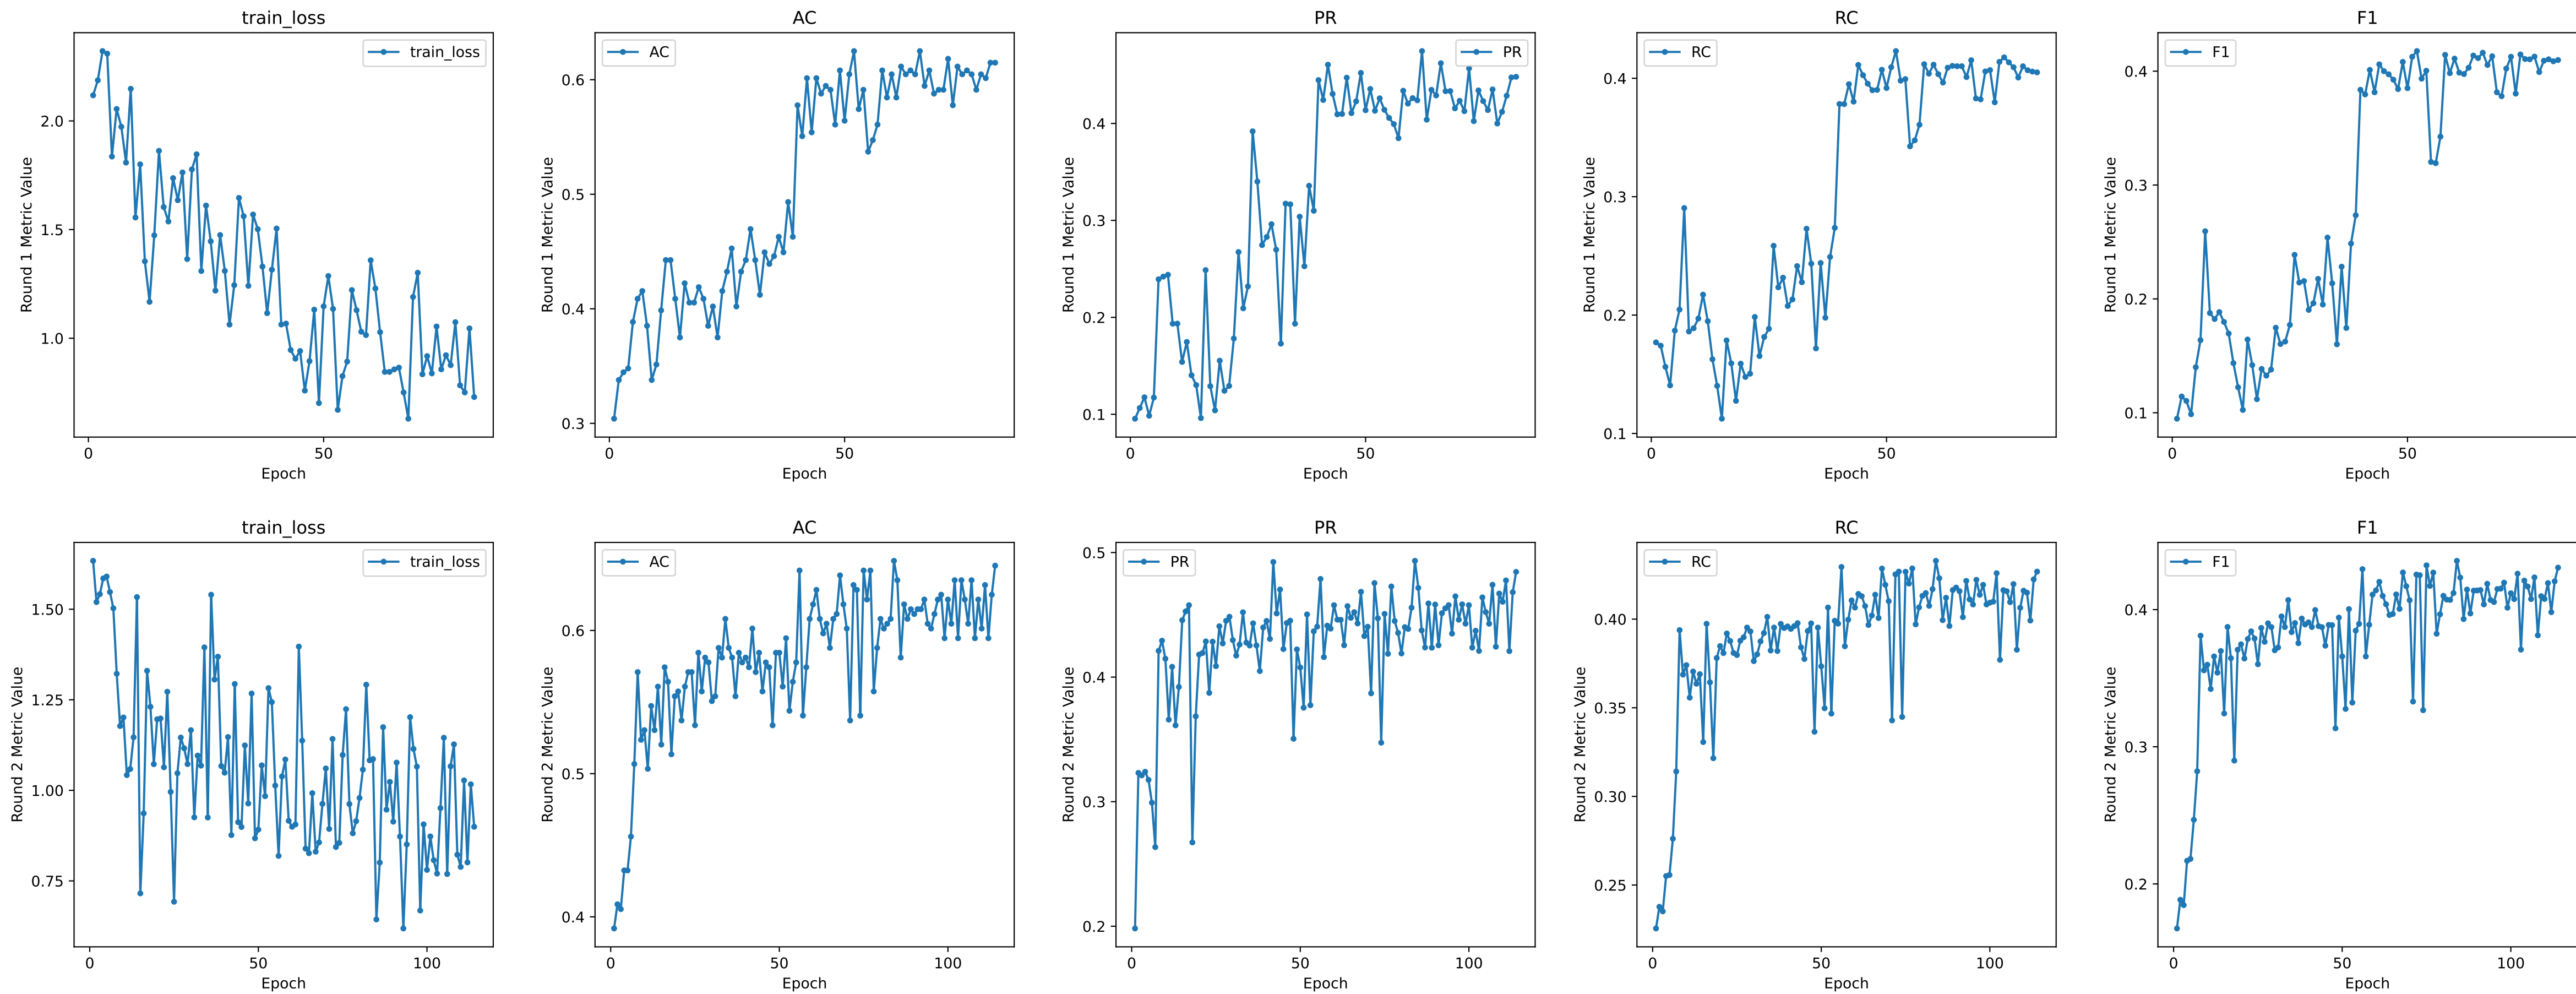 train_loss
train_loss
Round 1 Metric Value
2.0
1.5
1.0
0
50
Epoch
AC
AC
Round 1 Metric Value
0.6
0.5
0.4
0.3
0
50
Epoch
PR
PR
Round 1 Metric Value
0.4
0.3
0.2
0.1
0
50
Epoch
RC
RC
Round 1 Metric Value
0.4
0.3
0.2
0.1
0
50
Epoch
F1
F1
Round 1 Metric Value
0.4
0.3
0.2
0.1
0
50
Epoch
train_loss
train_loss
Round 2 Metric Value
1.50
1.25
1.00
0.75
0
50
100
Epoch
AC
AC
Round 2 Metric Value
0.6
0.5
0.4
0
50
100
Epoch
PR
PR
Round 2 Metric Value
0.5
0.4
0.3
0.2
0
50
100
Epoch
RC
RC
Round 2 Metric Value
0.40
0.35
0.30
0.25
0
50
100
Epoch
F1
F1
Round 2 Metric Value
0.4
0.3
0.2
0
50
100
Epoch